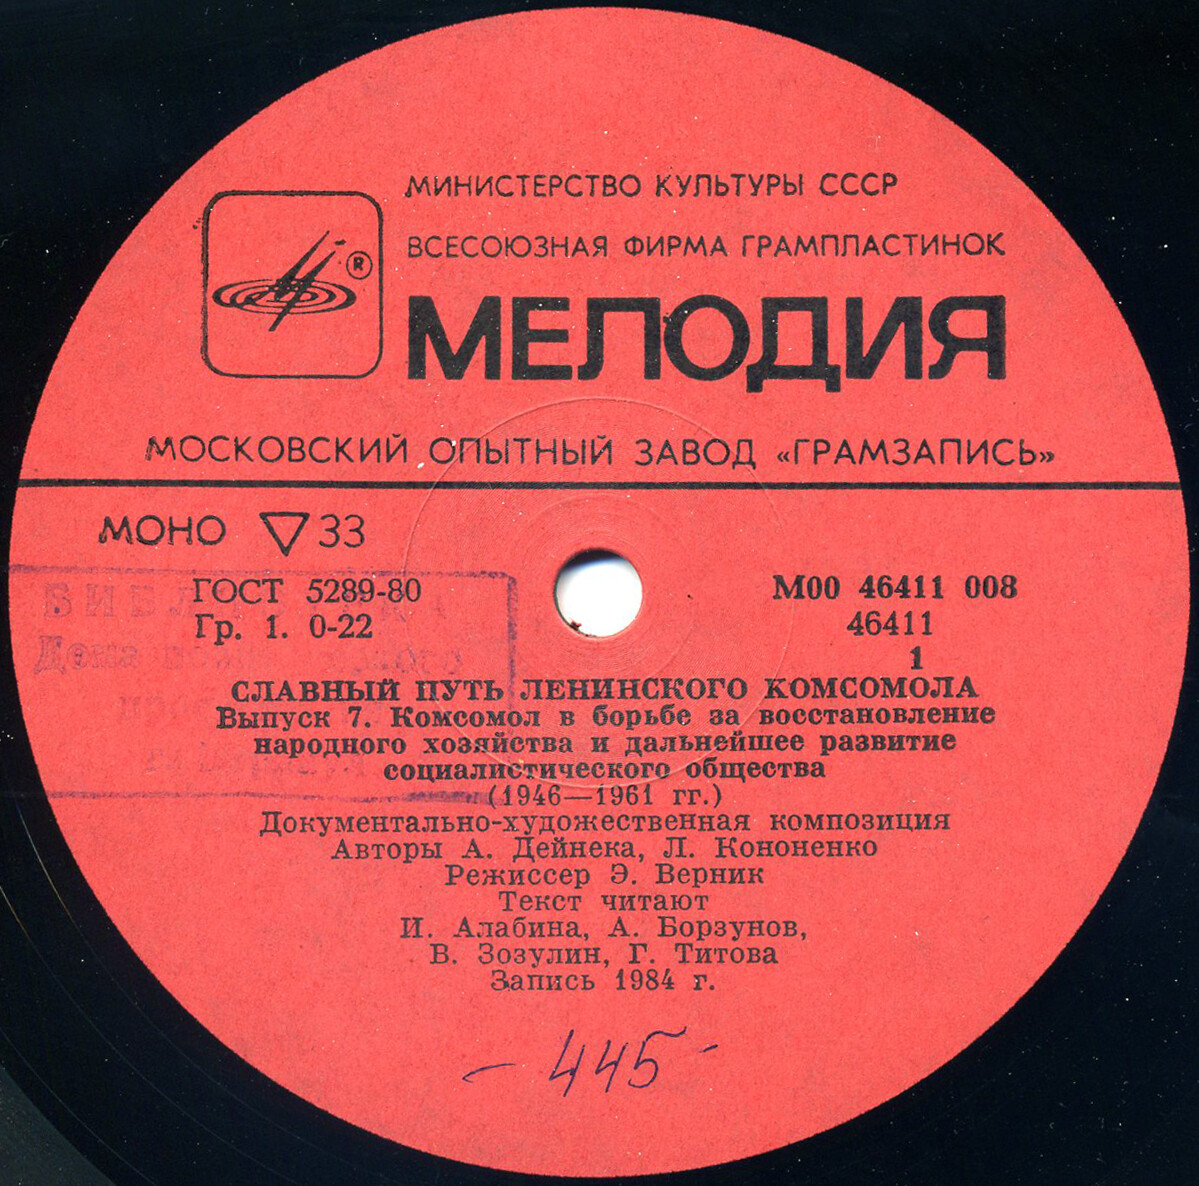 МИНИСТЕРСТВО КУЛЬТУРЫ СССР
ВСЕСОЮЗНАЯ ФИРМА ГРАМПЛАСТИНОК
®
МЕЛОДИЯ
МОСКОВСКИЙ ОПЫТНЫЙ ЗАВОД «ГРАМЗАПИСЬ»
МОНО ▽ 33
ГОСТ 5289-80
Гр. 1. 0-22
М00 46411 008
46411
1
СЛАВНЫЙ ПУТЬ ЛЕНИНСКОГО КОМСОМОЛА
Выпуск 7. Комсомол в борьбе за восстановление
народного хозяйства и дальнейшее развитие
социалистического общества
(1946—1961 гг.)
Документально-художественная композиция
Авторы А. Дейнека, Л. Кононенко
Режиссер Э. Верник
Текст читают
И. Алабина, А. Борзунов,
В. Зозулин, Г. Титова
Запись 1984 г.
- 445 -